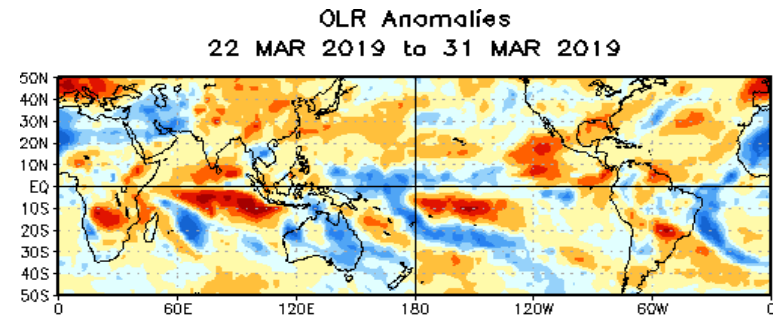 OLR Anomalies
22 MAR 2019 to 31 MAR 2019
50N
40N
30N
20N
10N
EQ
10S
20S
30S
40S
50S
0 60E 120E 180 120W 60W